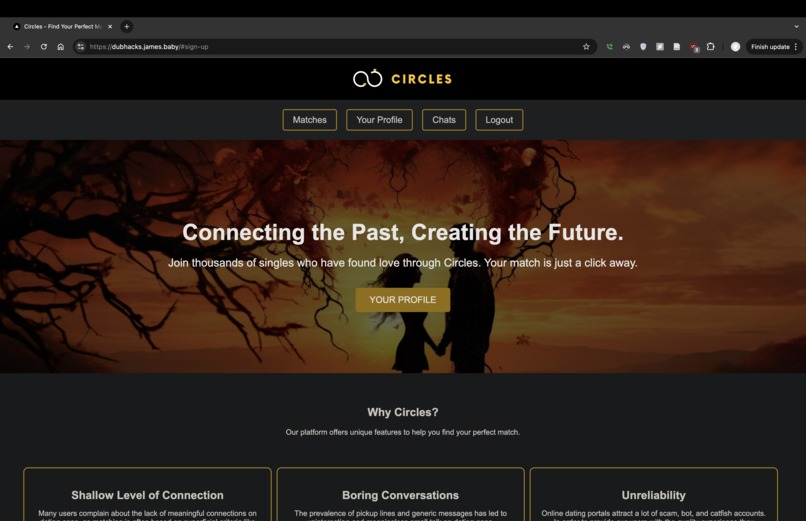 Circles - Find Your Perfect M
https://dubhacks.james.baby/#sign-up
Finish update
CIRCLES
Matches
Your Profile
Chats
Logout
Connecting the Past, Creating the Future.
Join thousands of singles who have found love through Circles. Your match is just a click away.
YOUR PROFILE
Why Circles?
Our platform offers unique features to help you find your perfect match.
Shallow Level of Connection
Many users complain about the lack of meaningful connections on
Boring Conversations
The prevalence of pickup lines and generic messages has led to
Unreliability
Online dating portals attract a lot of scam, bot, and catfish accounts.